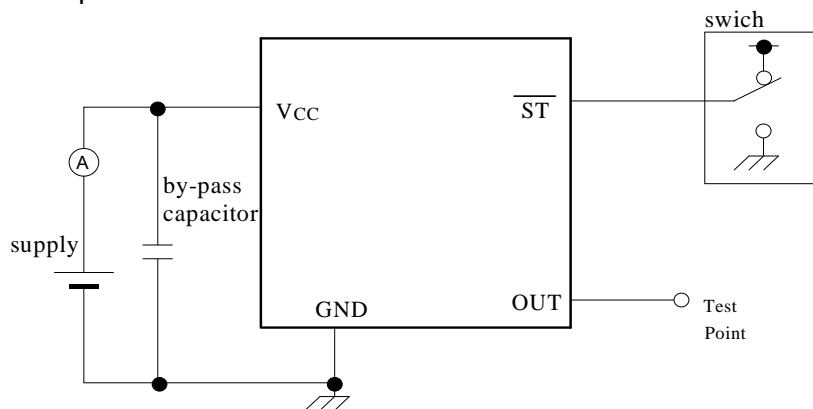 swich
VCC
ST
A
by-pass
capacitor
supply
GND
OUT
Test
Point